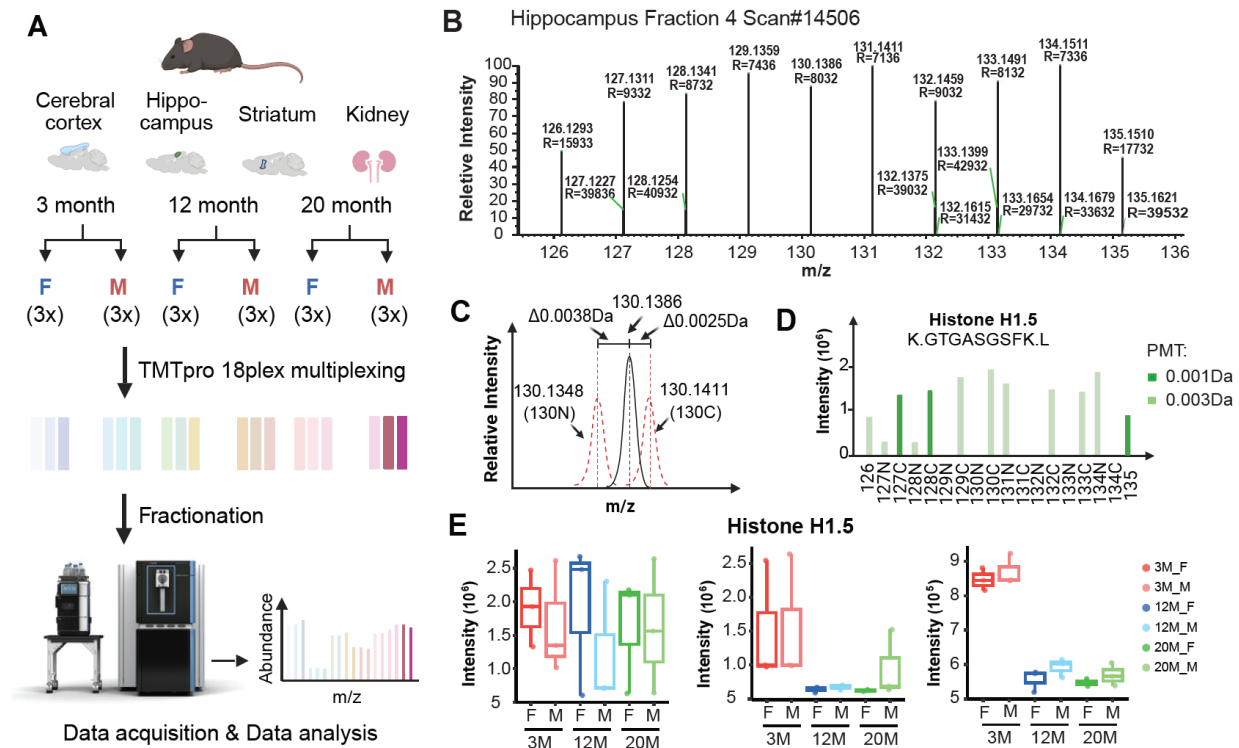 A
Cerebral cortex
Hippo-campus
Striatum
Kidney
3 month
12 month
20 month
F
M
F
M
F
M
(3x)
(3x)
(3x)
(3x)
(3x)
(3x)
TMTpro 18plex multiplexing
Fractionation
Abundance
m/z
Data acquisition & Data analysis
B
Hippocampus Fraction 4 Scan#14506
Reletive Intensity
100
90
80
70
60
50
40
30
20
10
0
126.1293
R=15933
127.1311
R=9332
127.1227
R=39836
128.1341
R=8732
128.1254
R=40932
129.1359
R=7436
130.1386
R=8032
131.1411
R=7136
132.1459
R=9032
132.1375
R=39032
132.1615
R=31432
133.1491
R=8132
133.1399
R=42932
133.1654
R=29732
134.1511
R=7336
134.1679
R=33632
135.1510
R=17732
135.1621
R=39532
126
127
128
129
130
131
132
133
134
135
136
m/z
C
Relative Intensity
130.1386
Δ0.0038Da
Δ0.0025Da
130.1348
(130N)
130.1411
(130C)
m/z
D
Histone H1.5
K.GTGASGSFK.L
Intensity (10⁶)
2
1
0
126
127N
127C
128N
128C
129N
129C
130N
130C
131N
131C
132N
132C
133N
133C
134N
134C
135
PMT:
0.001Da
0.003Da
E
Histone H1.5
Intensity (10⁶)
2.5
2.0
1.5
1.0
5
F
M
F
M
F
M
3M
12M
20M
Intensity (10⁶)
2.5
2.0
1.5
1.0
5
F
M
F
M
F
M
3M
12M
20M
Intensity (10⁵)
9
8
7
6
5
F
M
F
M
F
M
3M
12M
20M
3M_F
3M_M
12M_F
12M_M
20M_F
20M_M